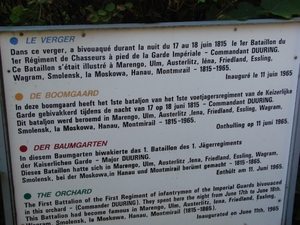 LE VERGER
Dans ce verger, a bivouaqué durant la nuit du 17 au 18 juin 1815 le 1er Bataillon du
1er Régiment de Chasseurs à pied de la Garde Impériale - Commandant DUURING.
Ce Bataillon s'était illustré à Marengo, Ulm, Austerlitz, Iéna, Friedland, Essling,
Wagram, Smolensk, la Moskowa, Hanau, Montmirail - 1815-1965.
Inauguré le 11 juin 1965
DE BOOMGAARD
In deze boomgaard heeft het 1ste bataljon van het 1ste voetjagersregiment van de Keizerlijke
Garde gebivakkeerd tijdens de nacht van 17 op 18 juni 1815 - Commandant DUURING.
Dit bataljon werd beroemd in Marengo, Ulm, Austerlitz, Iena, Friedland, Essling, Wagram,
Smolensk, la Moskowa, Hanau, Montmirail - 1815-1965.
Onthulling op 11 juni 1965.
DER BAUMGARTEN
In diesem Baumgarten biwakierte das 1. Bataillon des 1. Jägerregiments
der Kaiserlichen Garde - Major DUURING.
Dieses Bataillon hatte sich in Marengo, Ulm, Austerlitz, Iena, Friedland, Essling, Wagram,
Smolensk, bei der Moskowa, in Hanau und Montmirail berühmt gemacht - 1815-1965.
Enthült am 11. Juni 1965.
THE ORCHARD
The First Battalion of the First Regiment of infantrymen of the Imperial Guards bivouaced
in this orchard - (Commander DUURING). They spent here the night from June 17th to June 18th.
This Battalion had become famous in Marengo, Ulm, Austerlitz, Iena, Friedland, Essling,
Wagram, Smolensk, la Moskowa, Hanau, Montmirail - (1815-1965).
Inaugurated on June 11th, 1965